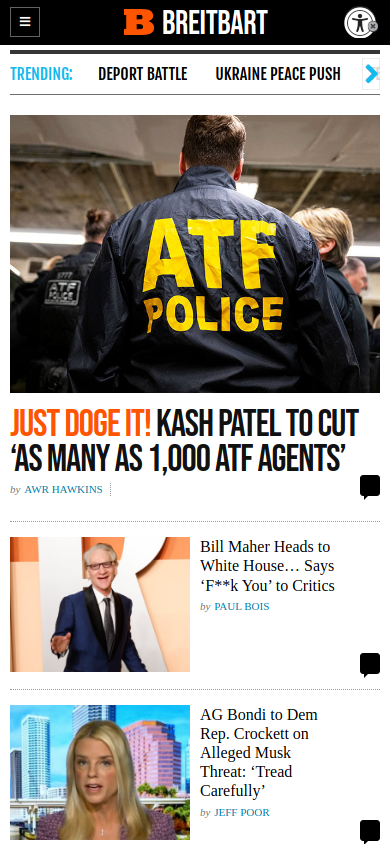 BREITBART
TRENDING:
DEPORT BATTLE
UKRAINE PEACE PUSH
5777
ATF
POLICE
ATF
POLICE
JUST DOGE IT! KASH PATEL TO CUT
‘AS MANY AS 1,000 ATF AGENTS’
by AWR HAWKINS
Bill Maher Heads to
White House… Says
‘F**k You’ to Critics
by PAUL BOIS
AG Bondi to Dem
Rep. Crockett on
Alleged Musk
Threat: ‘Tread
Carefully’
by JEFF POOR